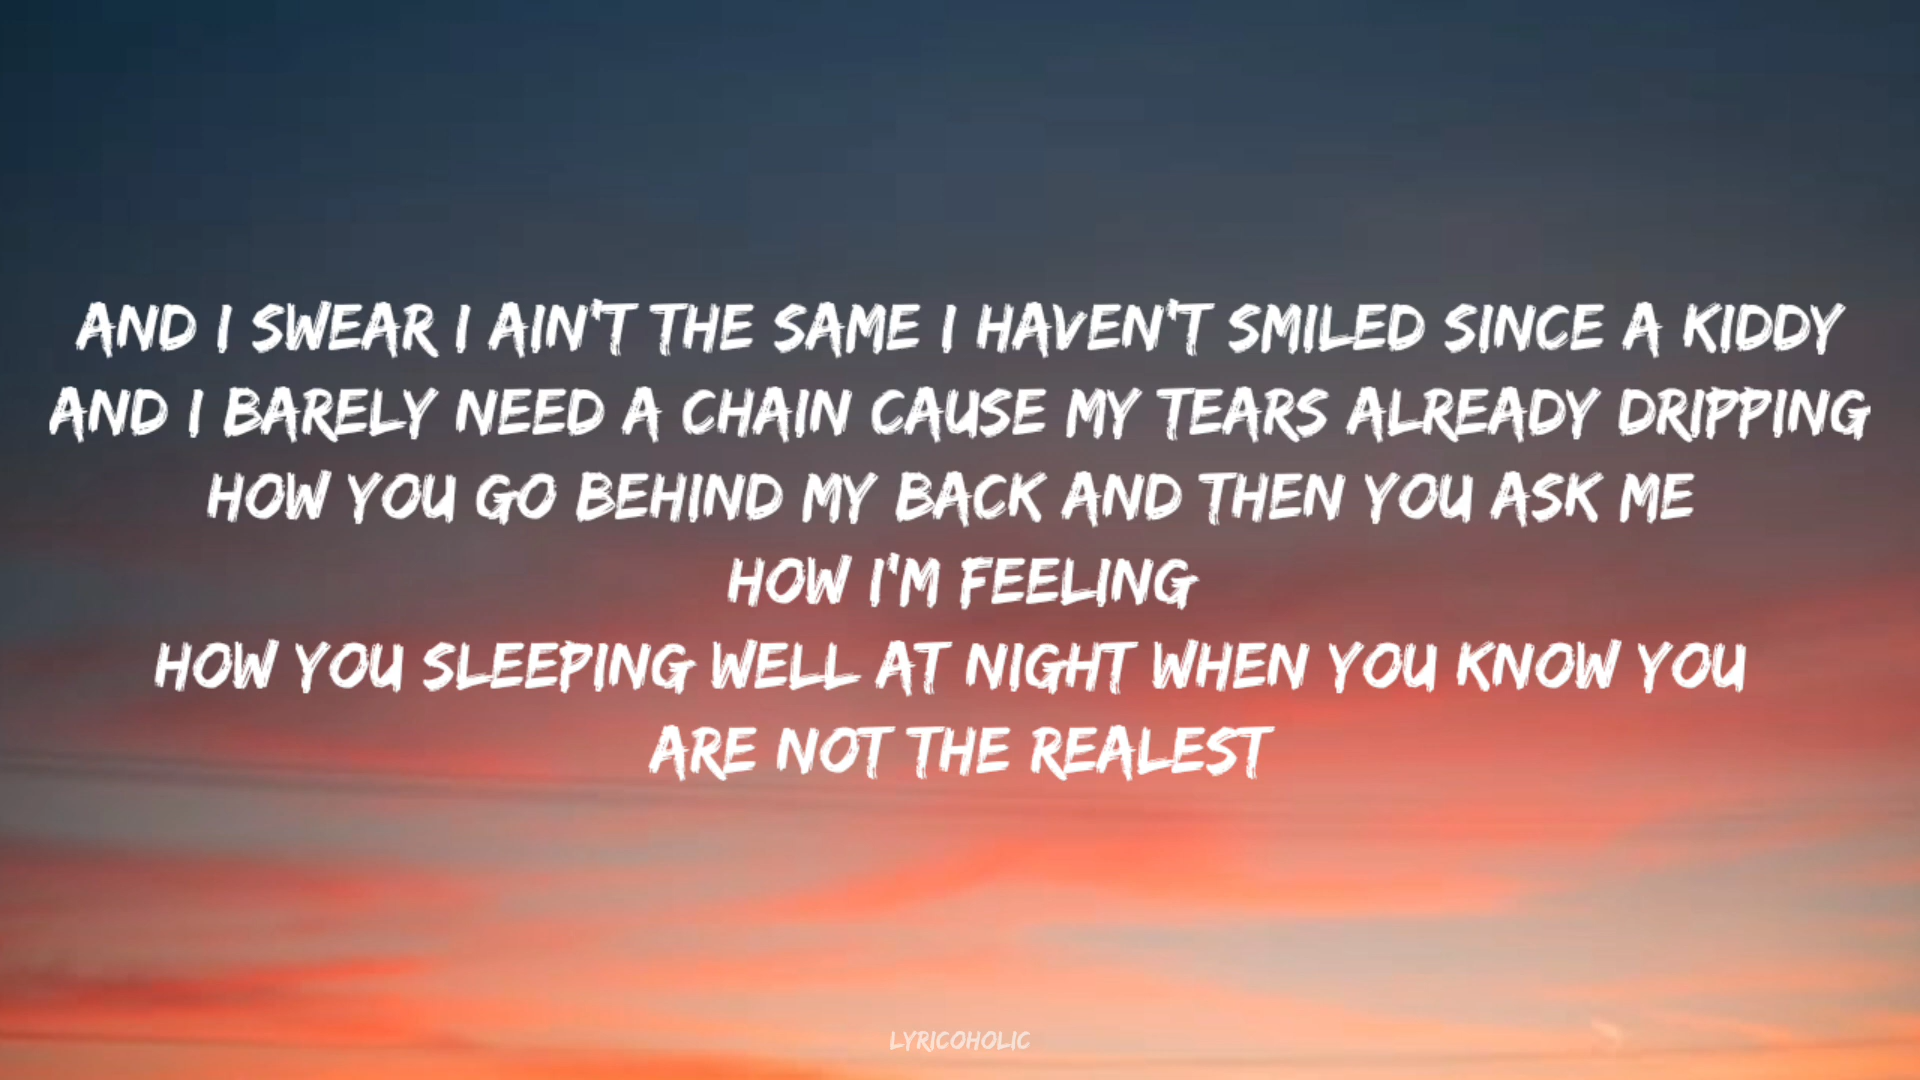 AND I SWEAR I AIN'T THE SAME I HAVEN'T SMILED SINCE A KIDDY
AND I BARELY NEED A CHAIN CAUSE MY TEARS ALREADY DRIPPING
HOW YOU GO BEHIND MY BACK AND THEN YOU ASK ME
HOW I'M FEELING
HOW YOU SLEEPING WELL AT NIGHT WHEN YOU KNOW YOU
ARE NOT THE REALEST
LYRICOHOLIC